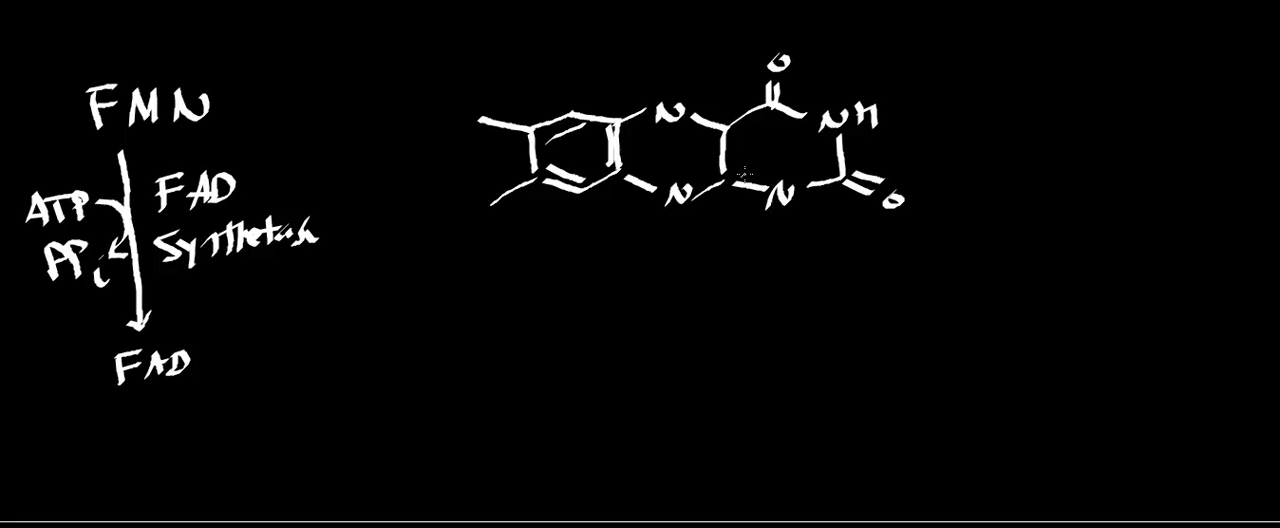 FMN
ATP FAD
PPi Synthetase
FAD
O
N NH
N N O